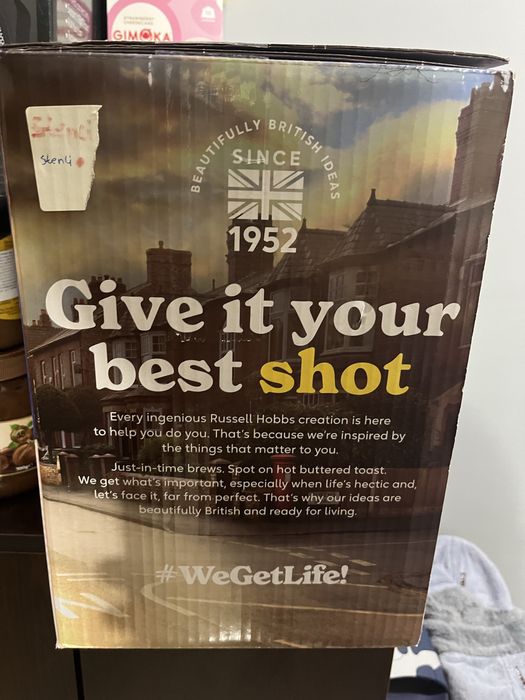 STRAWBERRY
CHEESECAKE
GIMOKA
BEAUTIFULLY BRITISH IDEAS
SINCE
1952
Give it your
best shot
Every ingenious Russell Hobbs creation is here
to help you do you. That's because we're inspired by
the things that matter to you.
Just-in-time brews. Spot on hot buttered toast.
We get what's important, especially when life's hectic and,
let's face it, far from perfect. That's why our ideas are
beautifully British and ready for living.
#WeGetLife!